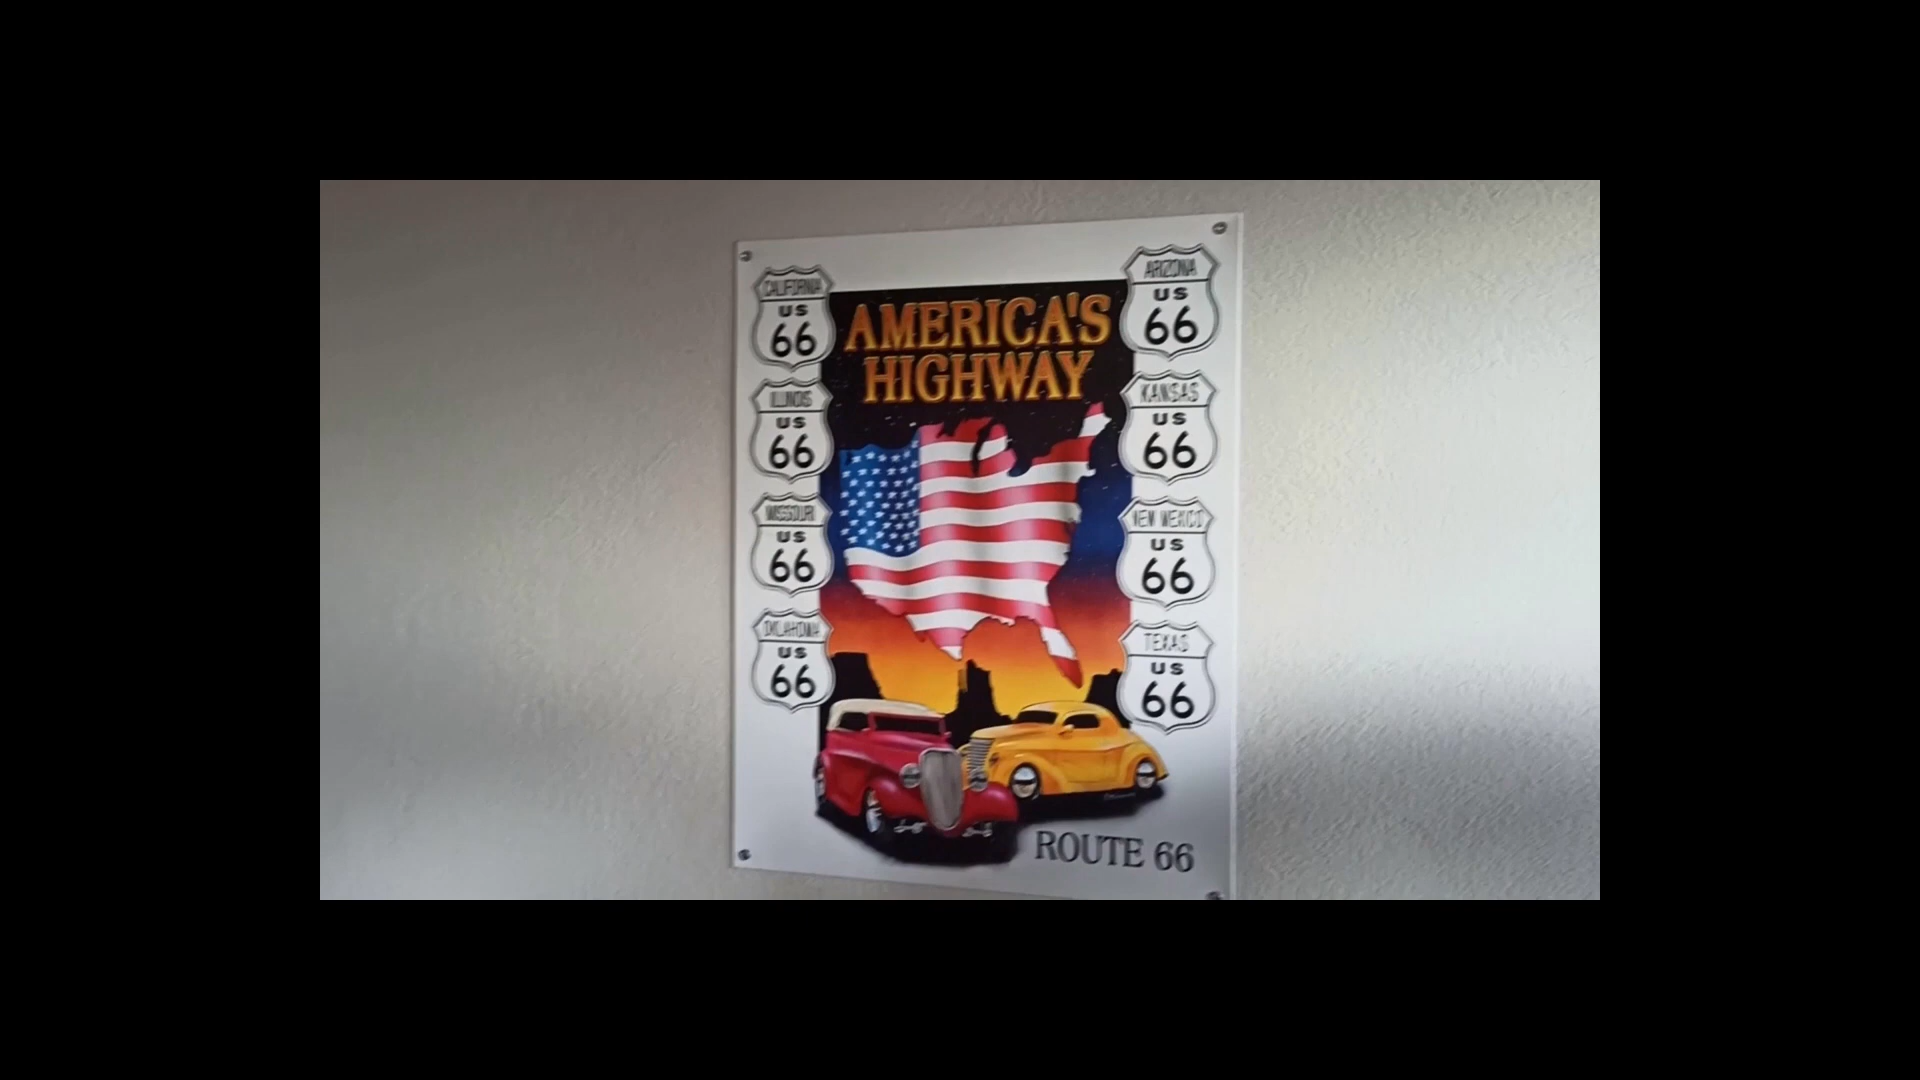 CALIFORNIA
US
66
ILLINOIS
US
66
MISSOURI
US
66
OKLAHOMA
US
66
AMERICA'S
HIGHWAY
ARIZONA
US
66
KANSAS
US
66
NEW MEXICO
US
66
TEXAS
US
66
ROUTE 66